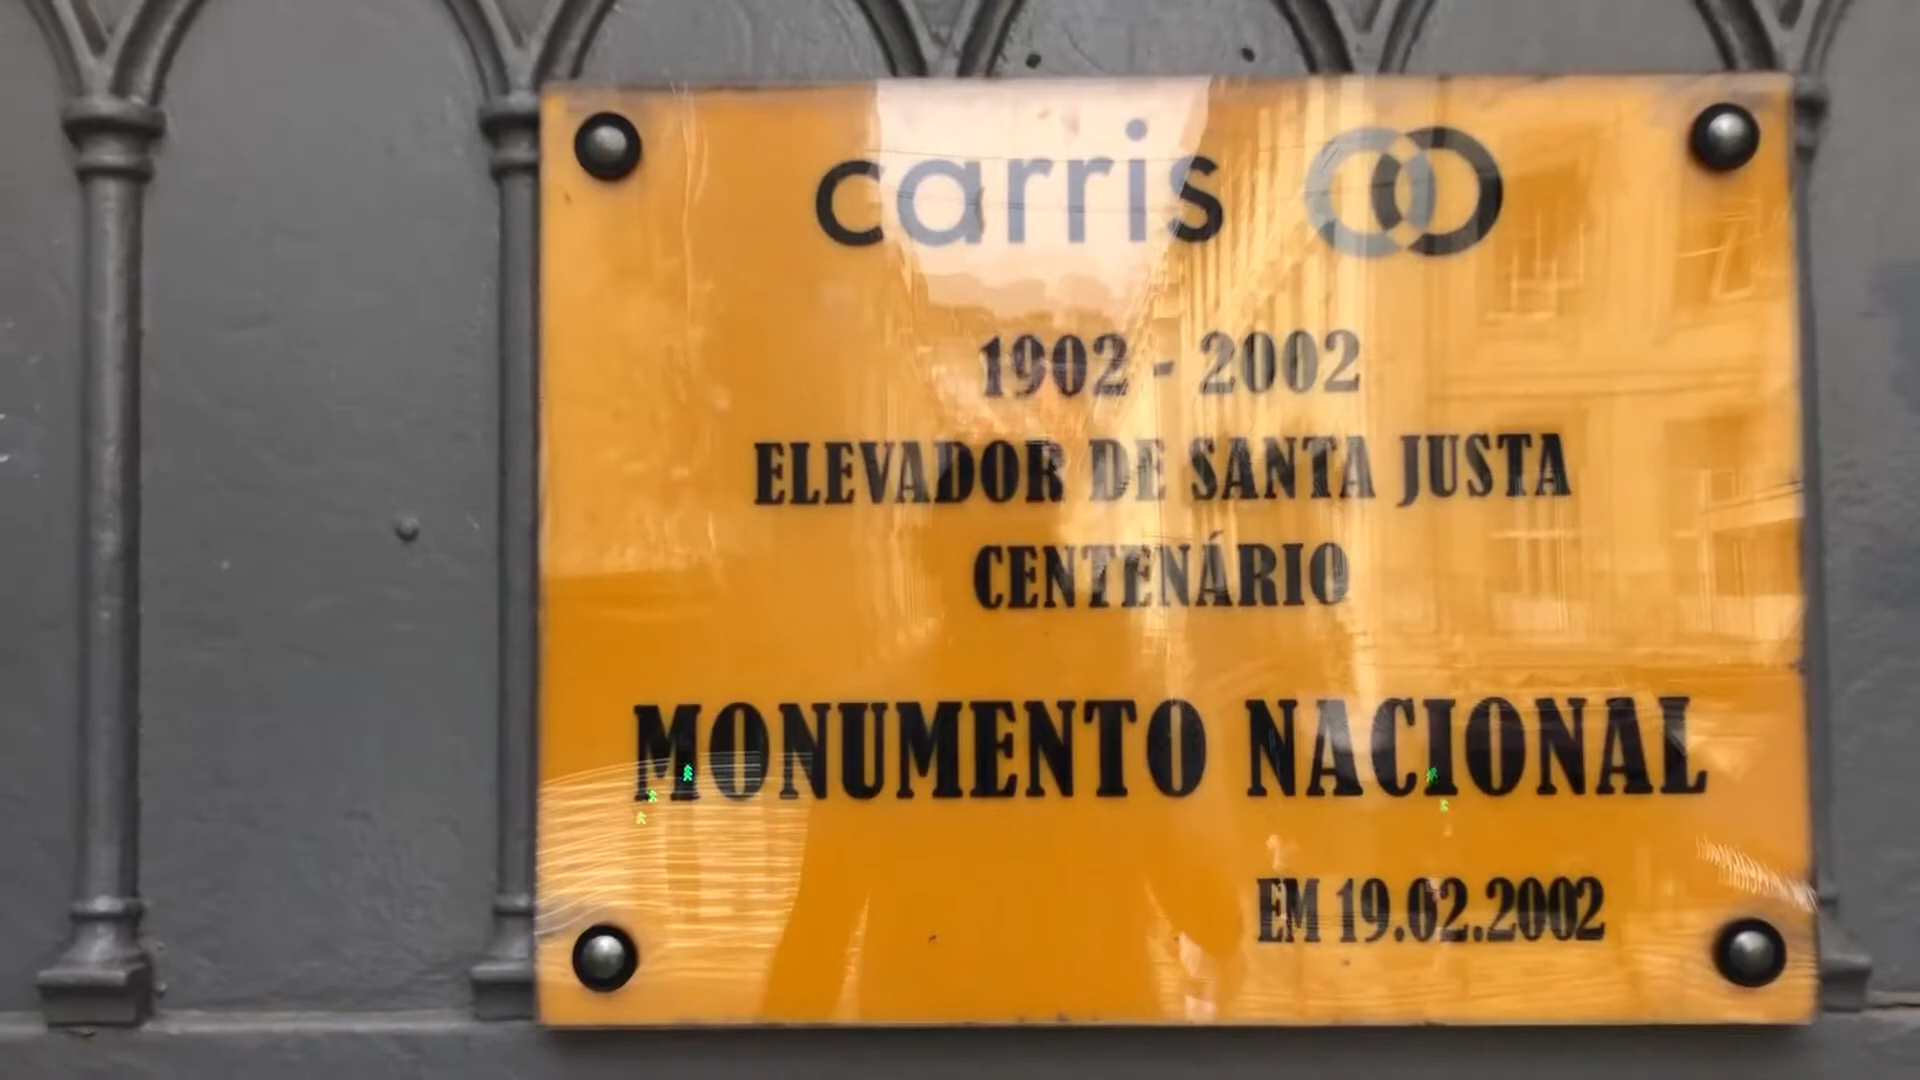 carris
1902 - 2002
ELEVADOR DE SANTA JUSTA
CENTENÁRIO
MONUMENTO NACIONAL
EM 19.02.2002